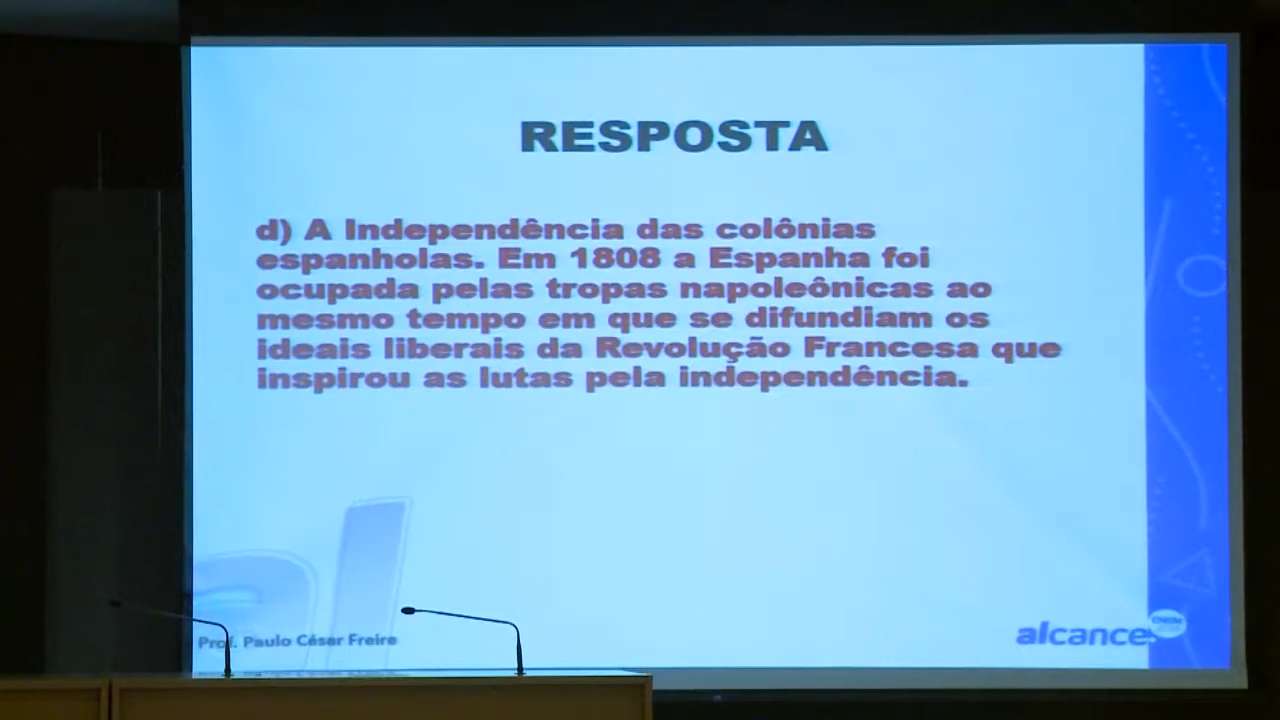 RESPOSTA
d) A Independência das colônias
espanholas. Em 1808 a Espanha foi
ocupada pelas tropas napoleônicas ao
mesmo tempo em que se difundiam os
ideais liberais da Revolução Francesa que
inspirou as lutas pela independência.
Prof. Paulo César Freire
alcance
ENEM